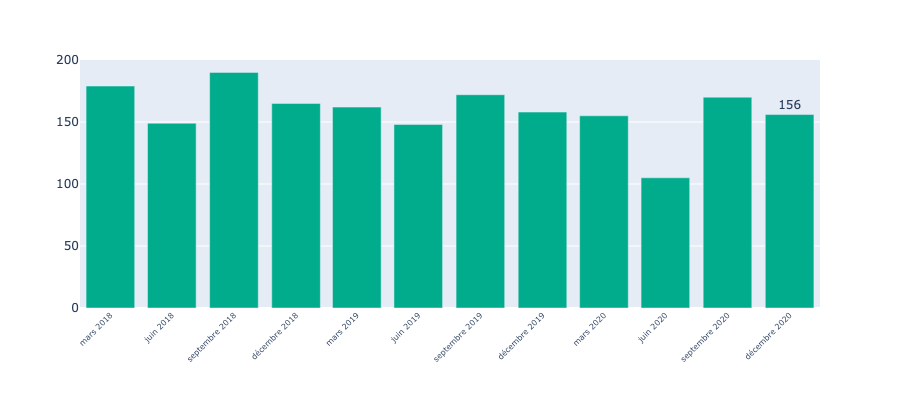 200
150
100
50
0
156
mars 2018
juin 2018
septembre 2018
décembre 2018
mars 2019
juin 2019
septembre 2019
décembre 2019
mars 2020
juin 2020
septembre 2020
décembre 2020